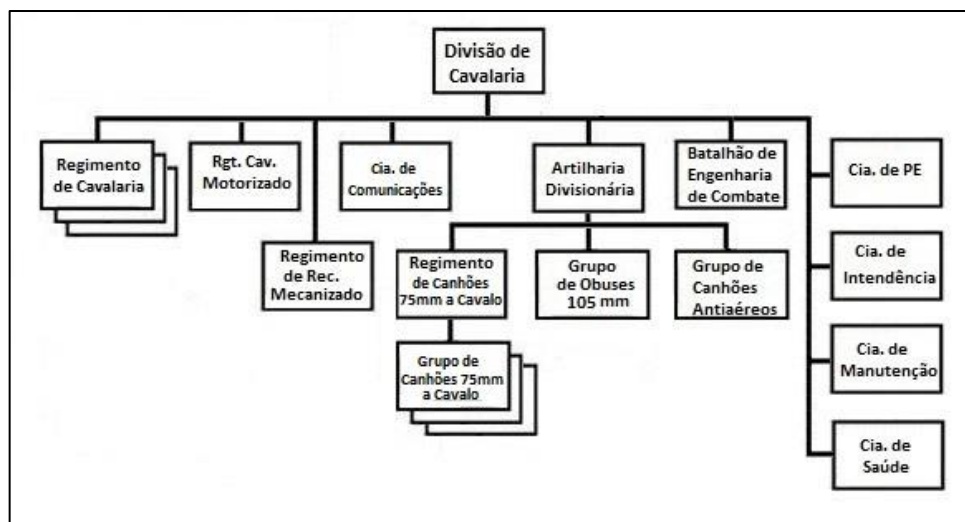 Divisão de
Cavalaria
Regimento
de Cavalaria
Rgt. Cav.
Motorizado
Regimento
de Rec.
Mecanizado
Cia. de
Comunicações
Artilharia
Divisionária
Batalhão de
Engenharia
de Combate
Regimento
de Canhões
75mm a Cavalo
Grupo
de Obuses
105 mm
Grupo de
Canhões
Antiaéreos
Grupo de
Canhões 75mm
a Cavalo
Cia. de PE
Cia. de
Intendência
Cia. de
Manutenção
Cia. de
Saúde